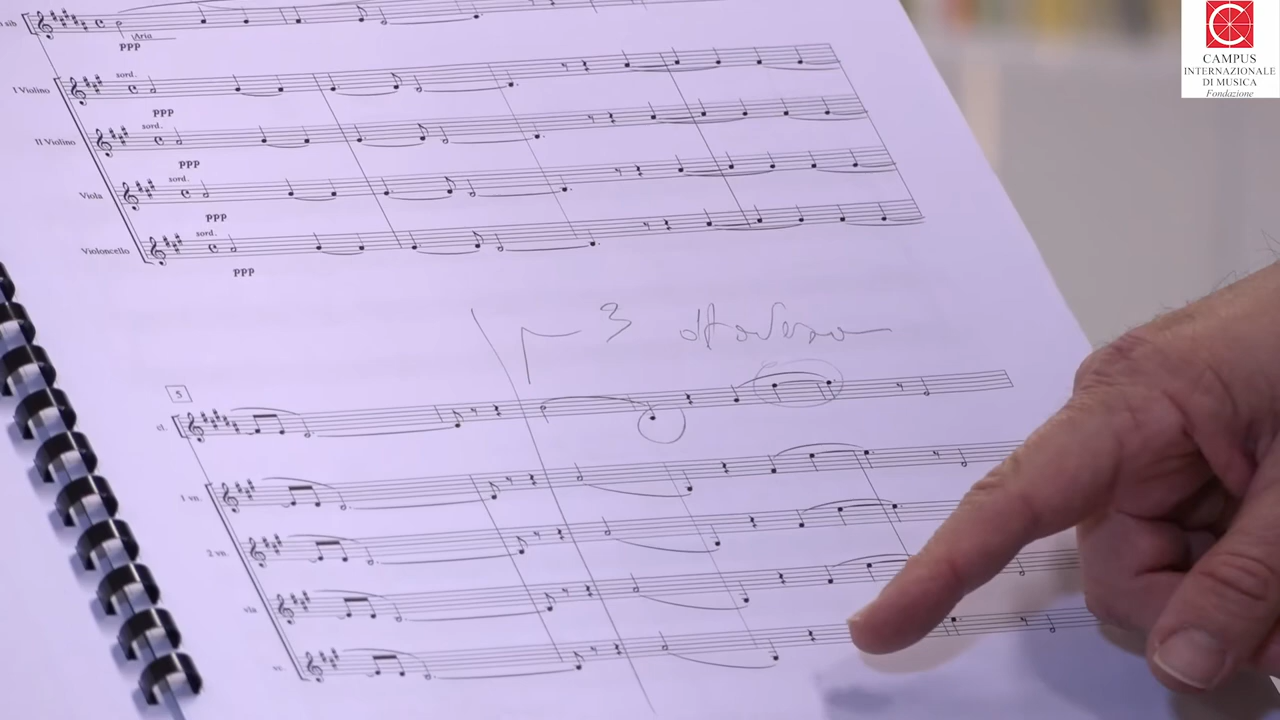 CAMPUS
INTERNAZIONALE
DI MUSICA
Fondazione
sib
Aria
PPP
I Violino
sord.
PPP
II Violino
sord.
PPP
Viola
sord.
PPP
Violoncello
sord.
PPP
3
5
cl.
1 vn.
2 vn.
vla
vc.